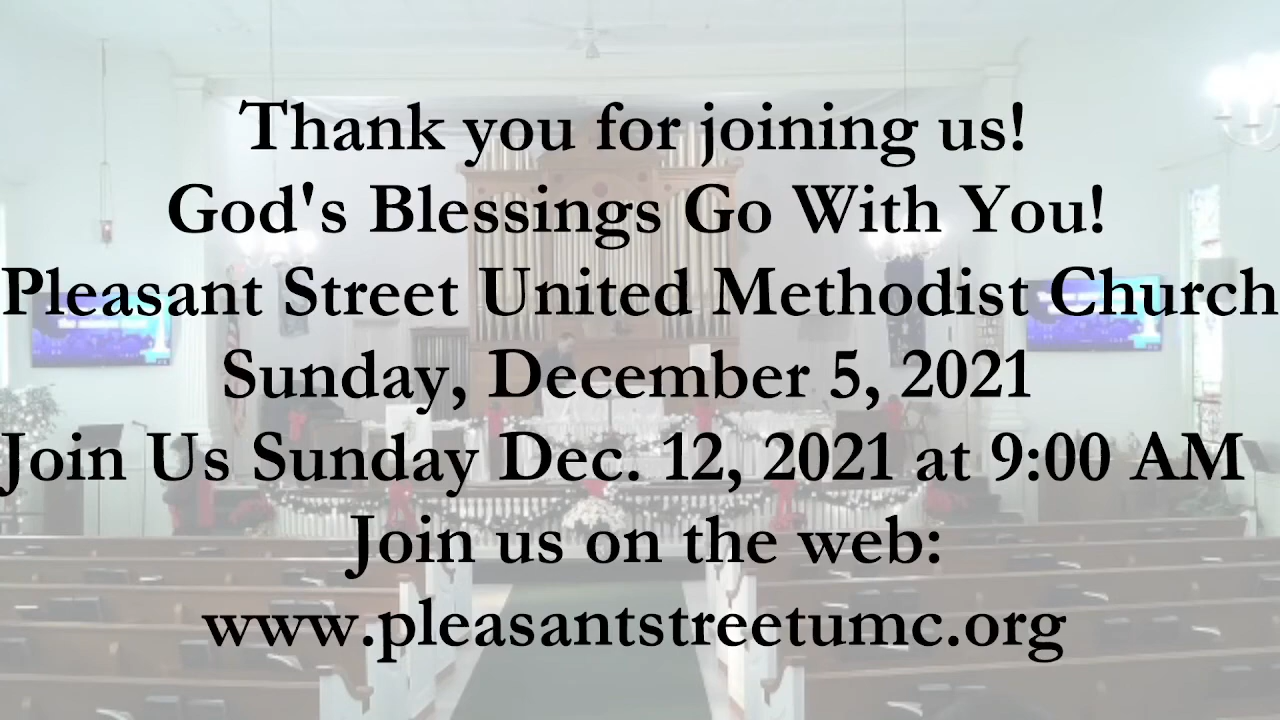 Thank you for joining us!
God's Blessings Go With You!
Pleasant Street United Methodist Church
Sunday, December 5, 2021
Join Us Sunday Dec. 12, 2021 at 9:00 AM
Join us on the web:
www.pleasantstreetumc.org